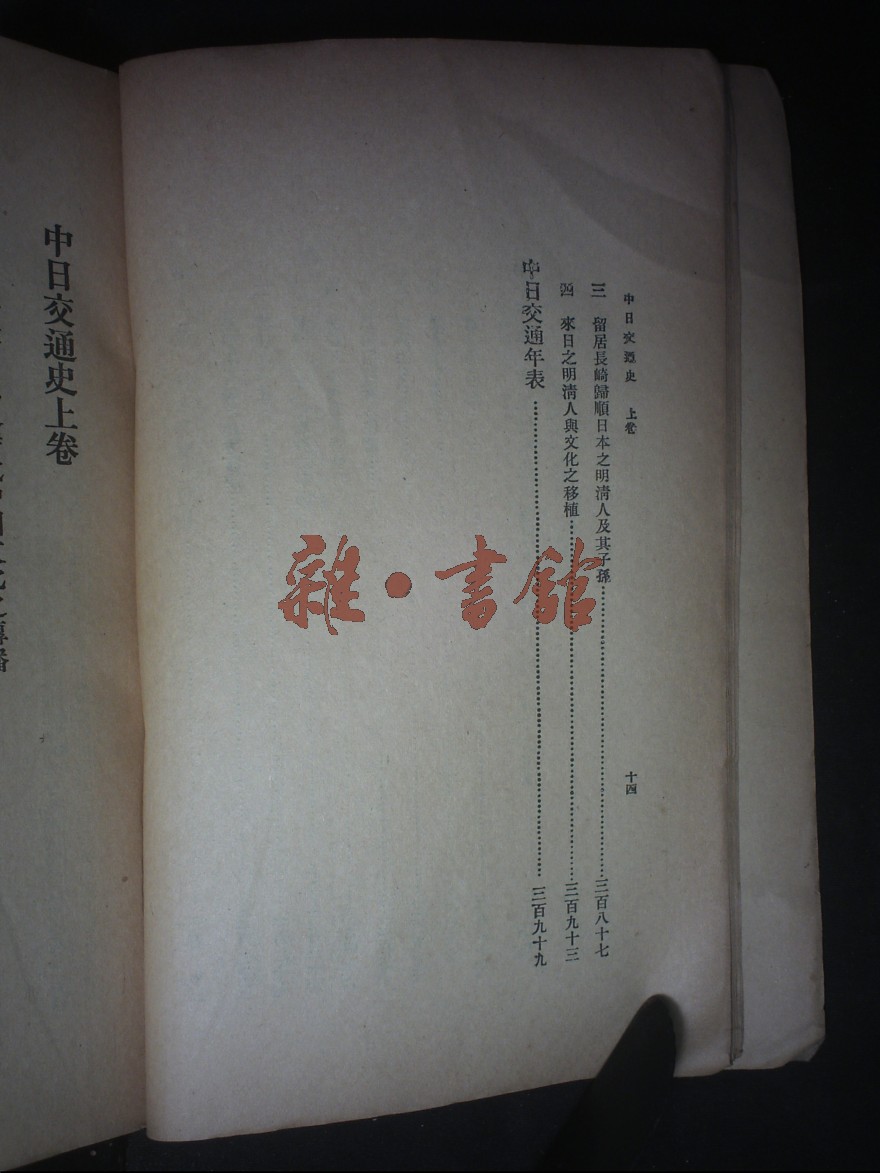 中日交通史　上卷
十四
三　留居長崎歸順日本之明清人及其子孫……三百八十七
四　來日之明清人與文化之移植……三百九十三
中日交通年表……三百九十九
中日交通史上卷
雜•書館